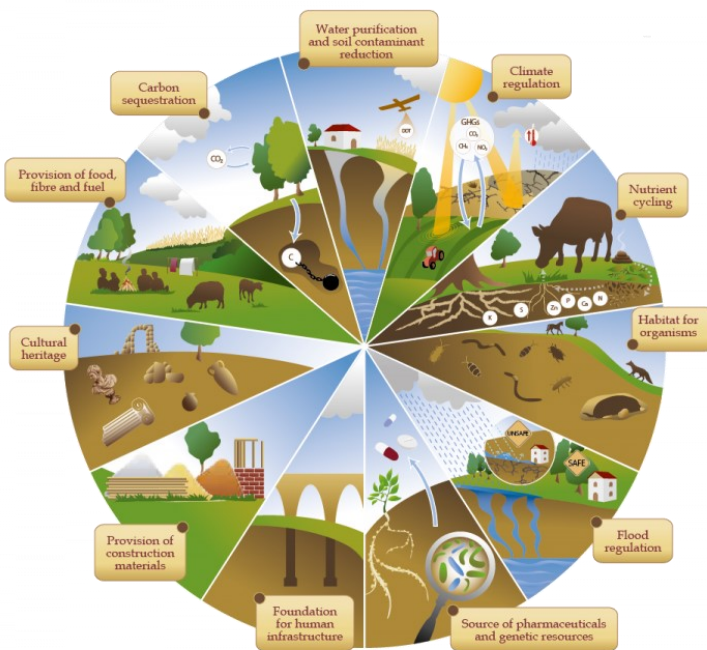 Water purification
and soil contaminant
reduction
Climate
regulation
GHGs
CO₂
CH₄ NOₓ
Carbon
sequestration
CO₂
C
DDT
Provision of food,
fibre and fuel
Nutrient
cycling
K S Zn P Ca N
Cultural
heritage
Habitat for
organisms
UNSAFE
SAFE
Provision of
construction
materials
Flood
regulation
Foundation
for human
infrastructure
Source of pharmaceuticals
and genetic resources